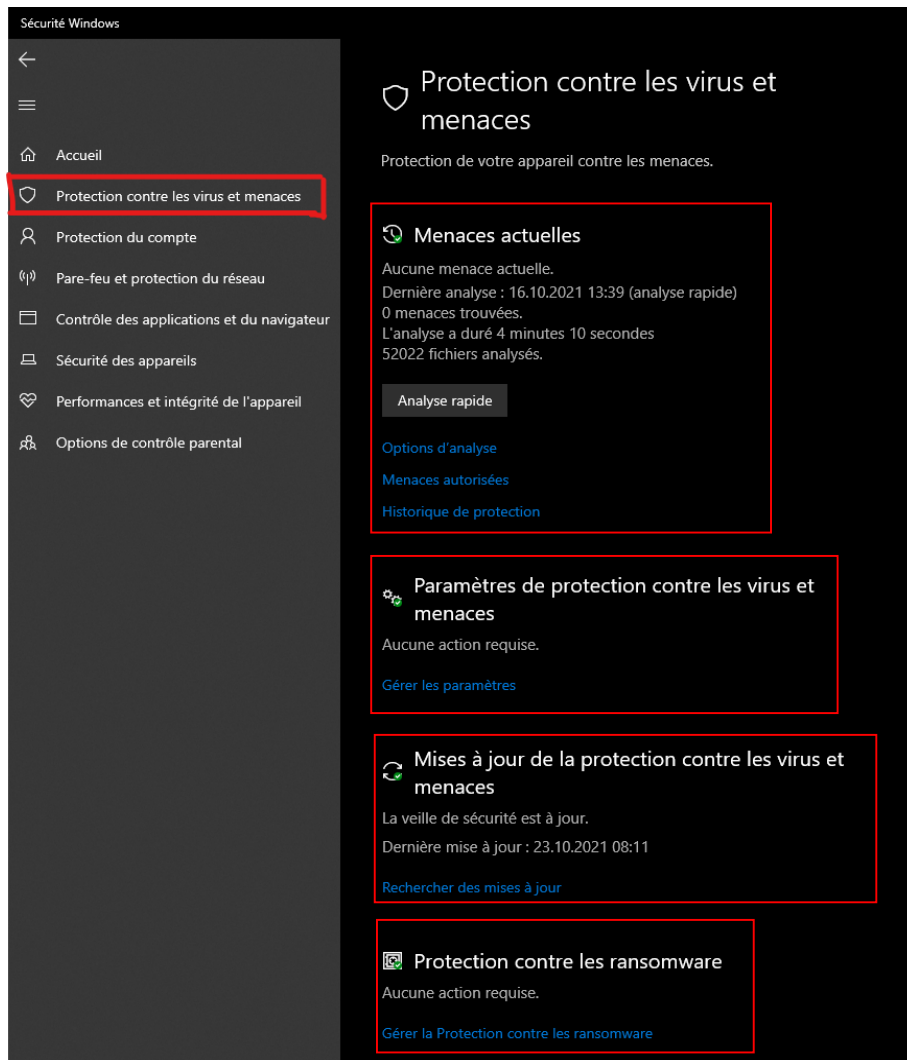 Sécurité Windows
Accueil
Protection contre les virus et menaces
Protection du compte
Pare-feu et protection du réseau
Contrôle des applications et du navigateur
Sécurité des appareils
Performances et intégrité de l'appareil
Options de contrôle parental
Protection contre les virus et
menaces
Protection de votre appareil contre les menaces.
Menaces actuelles
Aucune menace actuelle.
Dernière analyse : 16.10.2021 13:39 (analyse rapide)
0 menaces trouvées.
L'analyse a duré 4 minutes 10 secondes
52022 fichiers analysés.
Analyse rapide
Options d'analyse
Menaces autorisées
Historique de protection
Paramètres de protection contre les virus et
menaces
Aucune action requise.
Gérer les paramètres
Mises à jour de la protection contre les virus et
menaces
La veille de sécurité est à jour.
Dernière mise à jour : 23.10.2021 08:11
Rechercher des mises à jour
Protection contre les ransomware
Aucune action requise.
Gérer la Protection contre les ransomware